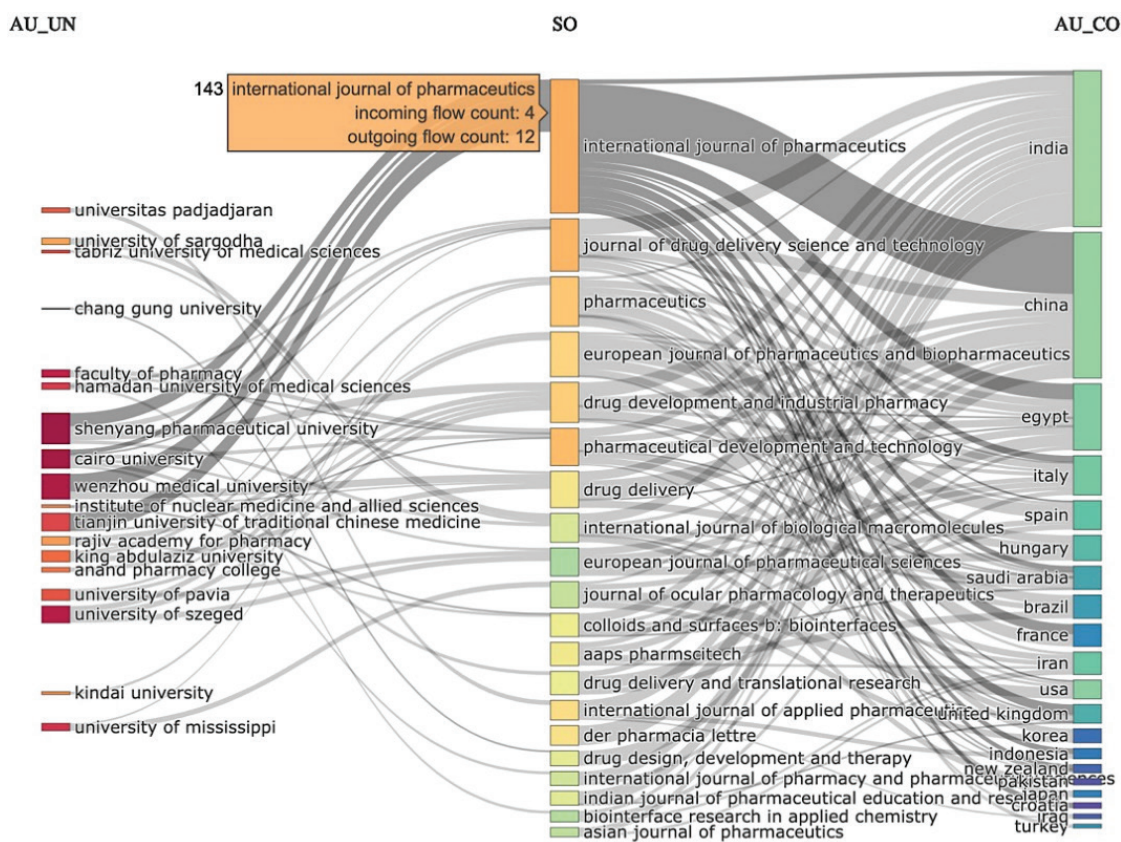 AU_UN
SO
AU_CO
143
international journal of pharmaceutics
incoming flow count: 4
outgoing flow count: 12
universitas padjadjaran
university of sargodha
tabriz university of medical sciences
chang gung university
faculty of pharmacy
hamadan university of medical sciences
shenyang pharmaceutical university
cairo university
wenzhou medical university
institute of nuclear medicine and allied sciences
tianjin university of traditional chinese medicine
rajiv academy for pharmacy
king abdulaziz university
anand pharmacy college
university of pavia
university of szeged
kindai university
university of mississippi
international journal of pharmaceutics
journal of drug delivery science and technology
pharmaceutics
european journal of pharmaceutics and biopharmaceutics
drug development and industrial pharmacy
pharmaceutical development and technology
drug delivery
international journal of biological macromolecules
european journal of pharmaceutical sciences
journal of ocular pharmacology and therapeutics
colloids and surfaces b: biointerfaces
aaps pharmscitech
drug delivery and translational research
international journal of applied pharmaceutics
der pharmacia lettre
drug design, development and therapy
international journal of pharmacy and pharmaceutical sciences
indian journal of pharmaceutical education and research
biointerface research in applied chemistry
asian journal of pharmaceutics
india
china
egypt
italy
spain
hungary
saudi arabia
brazil
france
iran
usa
united kingdom
korea
indonesia
new zealand
pakistan
japan
croatia
iraq
turkey